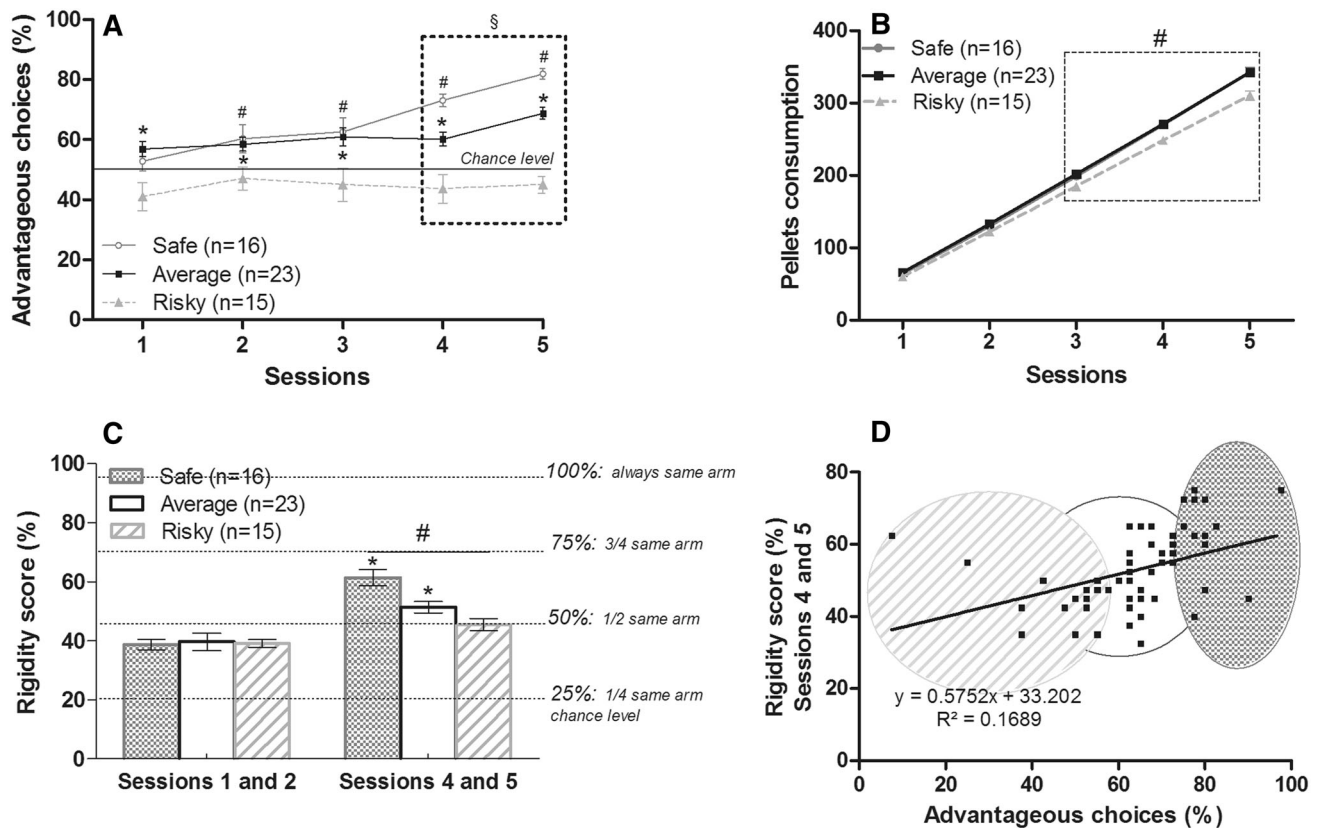 A
§
Advantageous choices (%)
100
80
60
40
20
0
*
#
*
#
*
#
*
#
*
Chance level
Safe (n=16)
Average (n=23)
Risky (n=15)
1 2 3 4 5
Sessions
B
#
Pellets consumption
400
300
200
100
0
Safe (n=16)
Average (n=23)
Risky (n=15)
1 2 3 4 5
Sessions
C
Rigidity score (%)
100
80
60
40
20
0
Safe (n=16)
Average (n=23)
Risky (n=15)
#
*
*
100%: always same arm
75%: 3/4 same arm
50%: 1/2 same arm
25%: 1/4 same arm
chance level
Sessions 1 and 2 Sessions 4 and 5
D
Rigidity score (%)
Sessions 4 and 5
80
60
40
20
0
y = 0.5752x + 33.202
R² = 0.1689
0 20 40 60 80 100
Advantageous choices (%)